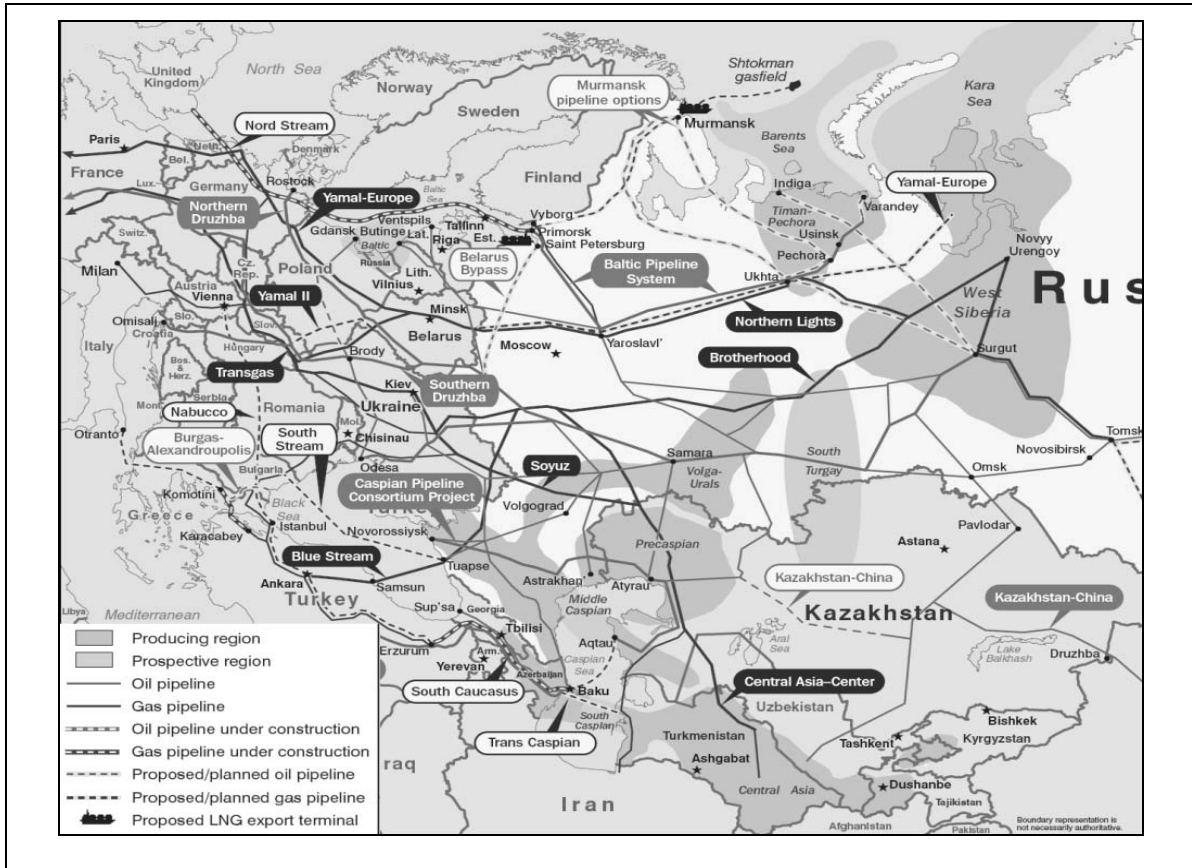 United
Kingdom
North Sea
Norway
Sweden
Finland
Murmansk
pipeline options
Shtokman
gasfield
Murmansk
Barents
Sea
Kara
Sea
Paris
France
Nord Stream
Neth.
Bel.
Lux.
Denmark
Germany
Rostock
Northern
Druzhba
Yamal-Europe
Baltic
Sea
Gdansk
Butinge
Ventspils
Lat.
Riga
Tallinn
Est.
Vyborg
Primorsk
Saint Petersburg
Baltic
Russia
Lith.
Vilnius
Belarus
Bypass
Baltic Pipeline
System
Indiga
Timan-
Pechora
Varandey
Usinsk
Pechora
Ukhta
Yamal-Europe
Novyy
Urengoy
Rus
West
Siberia
Surgut
Switz.
Milan
Cz.
Rep.
Poland
Austria
Vienna
Yamal II
Minsk
Belarus
Moscow
Yaroslavl'
Northern Lights
Brotherhood
Omisalj
Slo.
Croatia
Slov.
Hungary
Brody
Italy
Bos.
& Herz.
Transgas
Kiev
Southern
Druzhba
Ukraine
Mont.
Serbia
Nabucco
Romania
Mol.
Chisinau
Otranto
Burgas-
Alexandroupolis
South
Stream
Odesa
Bulgaria
Soyuz
Samara
Volga-
Urals
South
Turgay
Omsk
Novosibirsk
Tomsk
Caspian Pipeline
Consortium Project
Volgograd
Komotini
Greece
Black
Sea
Istanbul
Karacabey
Novorossiysk
Precaspian
Pavlodar
Astana
Blue Stream
Tuapse
Ankara
Samsun
Turkey
Astrakhan'
Atyrau
Middle
Caspian
Kazakhstan-China
Kazakhstan
Kazakhstan-China
Libya
Mediterranean
Sup'sa
Georgia
Tbilisi
Aqtau
Aral
Sea
Lake
Balkhash
Druzhba
Erzurum
Arm.
Yerevan
Azerbaijan
Caspian
Sea
South Caucasus
Baku
Central Asia–Center
Uzbekistan
Bishkek
Kyrgyzstan
South
Caspian
Trans Caspian
Turkmenistan
Tashkent
Ashgabat
Central Asia
Dushanbe
Tajikistan
raq
Iran
Afghanistan
Pakistan
Producing region
Prospective region
Oil pipeline
Gas pipeline
Oil pipeline under construction
Gas pipeline under construction
Proposed/planned oil pipeline
Proposed/planned gas pipeline
Proposed LNG export terminal
Boundary representation is
not necessarily authoritative.